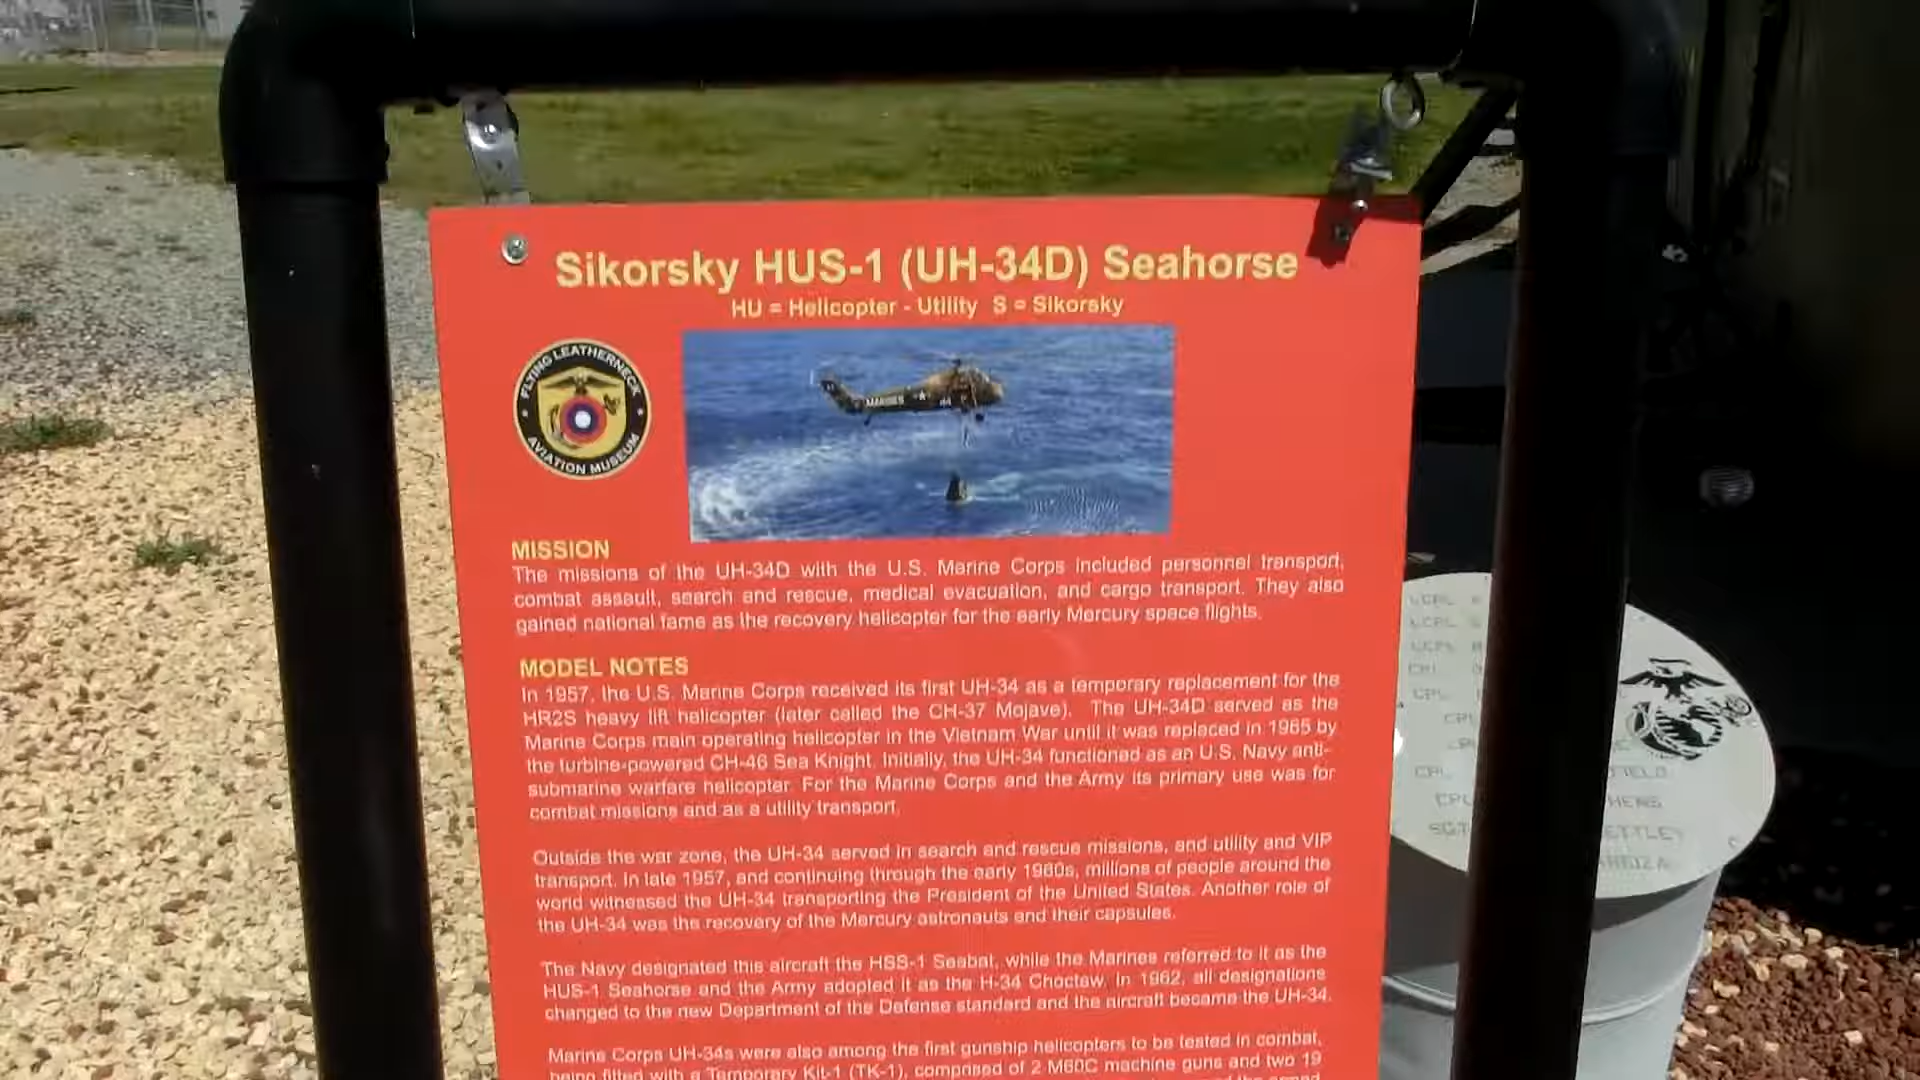 Sikorsky HUS-1 (UH-34D) Seahorse
HU = Helicopter - Utility S = Sikorsky
FLYING LEATHERNECK
AVIATION MUSEUM
MARINES
MISSION
The missions of the UH-34D with the U.S. Marine Corps included personnel transport,
combat assault, search and rescue, medical evacuation, and cargo transport. They also
gained national fame as the recovery helicopter for the early Mercury space flights.
MODEL NOTES
In 1957, the U.S. Marine Corps received its first UH-34 as a temporary replacement for the
HR2S heavy lift helicopter (later called the CH-37 Mojave). The UH-34D served as the
Marine Corps main operating helicopter in the Vietnam War until it was replaced in 1965 by
the turbine-powered CH-46 Sea Knight. Initially, the UH-34 functioned as an U.S. Navy anti-
submarine warfare helicopter. For the Marine Corps and the Army its primary use was for
combat missions and as a utility transport.
Outside the war zone, the UH-34 served in search and rescue missions, and utility and VIP
transport. In late 1957, and continuing through the early 1960s, millions of people around the
world witnessed the UH-34 transporting the President of the United States. Another role of
the UH-34 was the recovery of the Mercury astronauts and their capsules.
The Navy designated this aircraft the HSS-1 Seabat, while the Marines referred to it as the
HUS-1 Seahorse and the Army adopted it as the H-34 Choctaw. In 1962, all designations
changed to the new Department of the Defense standard and the aircraft became the UH-34.
Marine Corps UH-34s were also among the first gunship helicopters to be tested in combat,
being fitted with a Temporary Kit-1 (TK-1), comprised of 2 M60C machine guns and two 19
LCPL
LCPL
LCPL
CPL
CPL
CPL
CPL
CPL
CPL
SGT